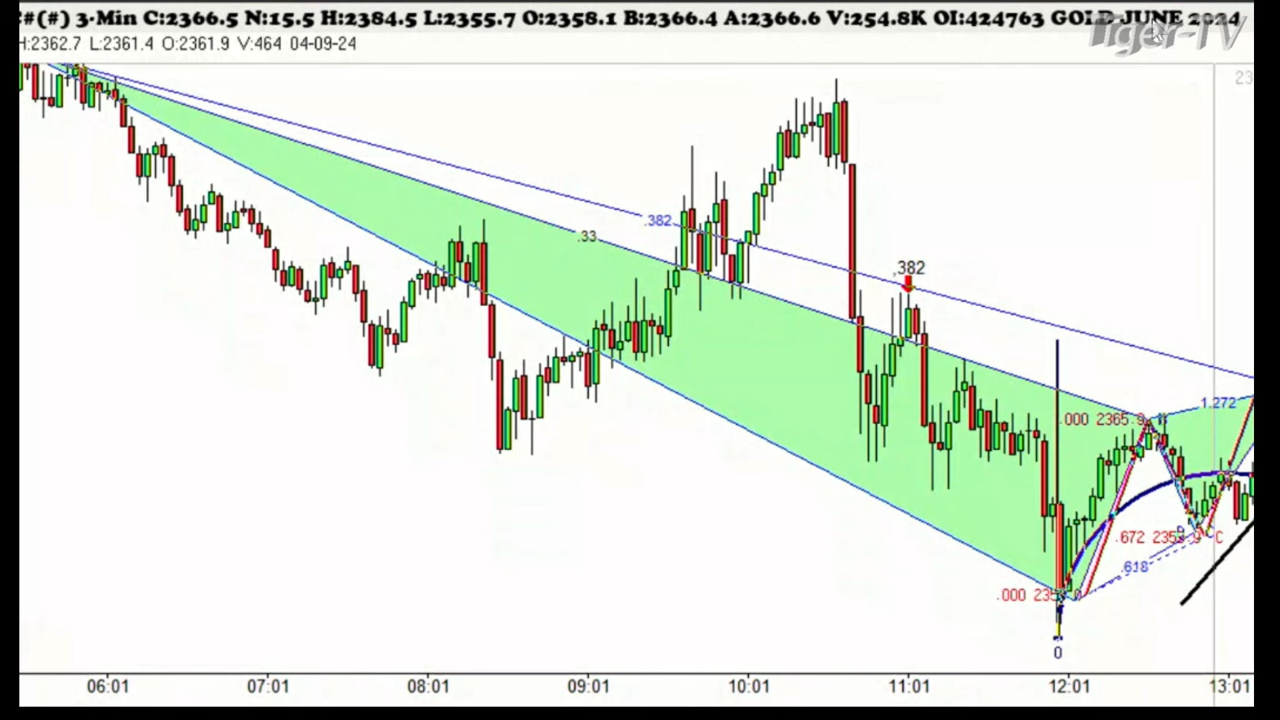 #(#) 3-Min C:2366.5 N:15.5 H:2384.5 L:2355.7 O:2358.1 B:2366.4 A:2366.6 V:254.8K OI:424763 GOLD JUNE 2024
Tiger-TV
H:2362.7 L:2361.4 O:2361.9 V:464 04-09-24
23
.382
.33
.382
1.272
.000 2365.9
.672
C
.618
.000
0
06:01 07:01 08:01 09:01 10:01 11:01 12:01 13:01